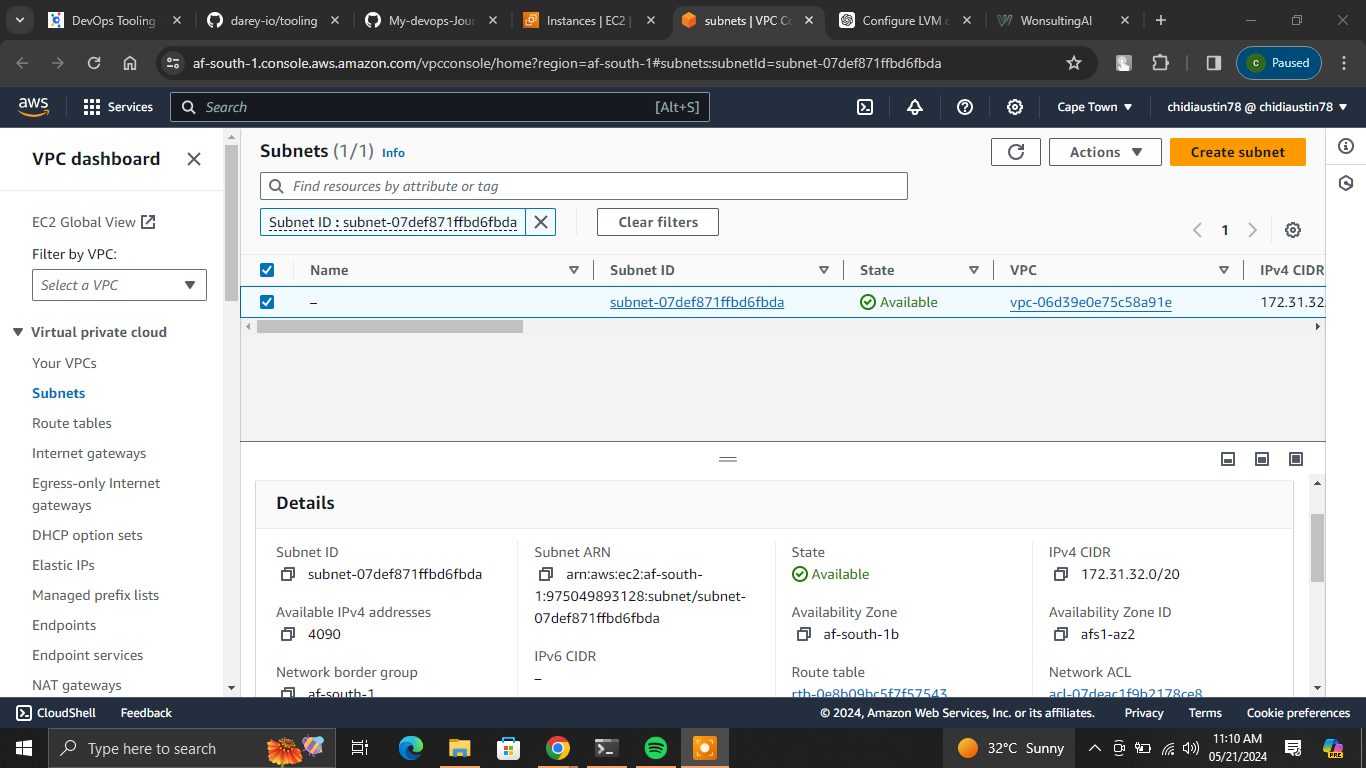 DevOps Tooling
darey-io/tooling
My-devops-Jour
Instances | EC2 |
subnets | VPC Co
Configure LVM o
WonsultingAI
af-south-1.console.aws.amazon.com/vpcconsole/home?region=af-south-1#subnets:subnetId=subnet-07def871ffbd6fbda
c Paused
aws
Services
Search [Alt+S]
Cape Town
chidiaustin78 @ chidiaustin78
VPC dashboard
EC2 Global View
Filter by VPC:
Select a VPC
Virtual private cloud
Your VPCs
Subnets
Route tables
Internet gateways
Egress-only Internet
gateways
DHCP option sets
Elastic IPs
Managed prefix lists
Endpoints
Endpoint services
NAT gateways
Subnets (1/1) Info
Actions
Create subnet
Find resources by attribute or tag
Subnet ID : subnet-07def871ffbd6fbda
Clear filters
1
Name Subnet ID State VPC IPv4 CIDR
– subnet-07def871ffbd6fbda Available vpc-06d39e0e75c58a91e 172.31.32.
Details
Subnet ID
subnet-07def871ffbd6fbda
Available IPv4 addresses
4090
Network border group
af-south-1
Subnet ARN
arn:aws:ec2:af-south-
1:975049893128:subnet/subnet-
07def871ffbd6fbda
IPv6 CIDR
–
State
Available
Availability Zone
af-south-1b
Route table
rtb-0e8b09bc5f7f57543
IPv4 CIDR
172.31.32.0/20
Availability Zone ID
afs1-az2
Network ACL
acl-07deac1f9b2178ce8
CloudShell
Feedback
© 2024, Amazon Web Services, Inc. or its affiliates.
Privacy
Terms
Cookie preferences
Type here to search
32°C Sunny
11:10 AM
05/21/2024
PRE